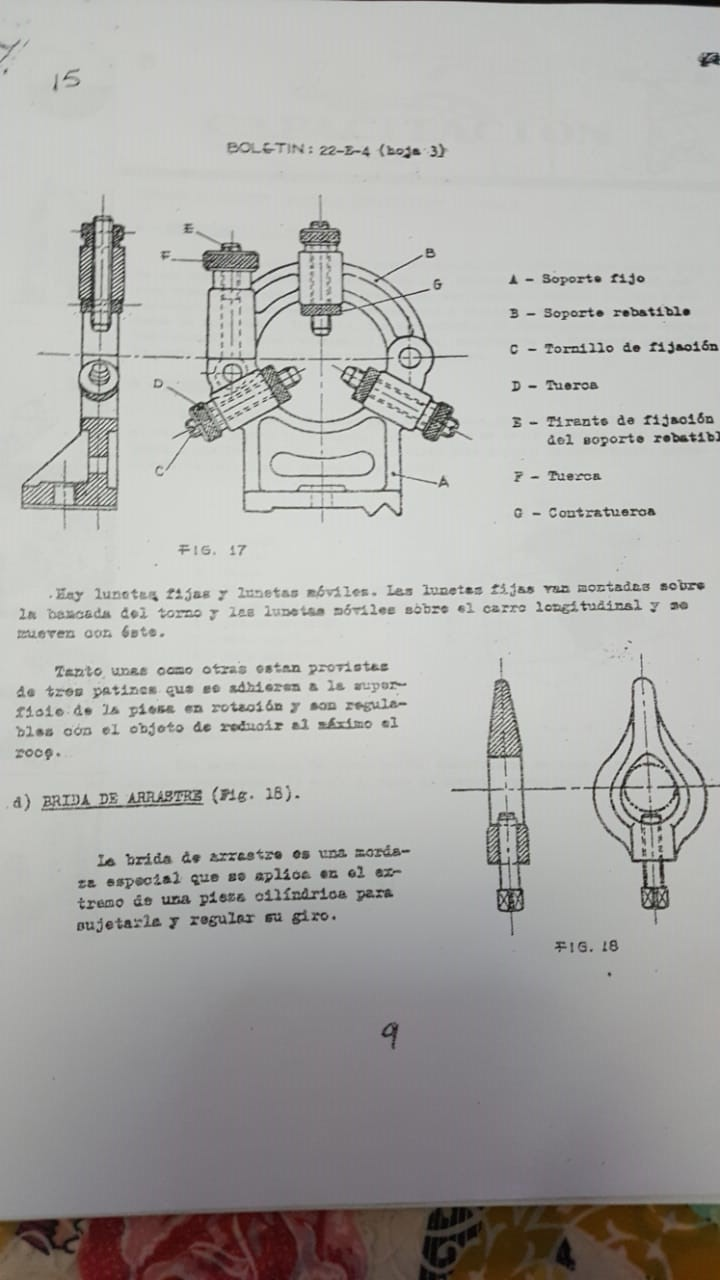 15
BOLETIN: 22-E-4 (hoja 3)
E
F
B
G
D
C
A
A - Soporte fijo
B - Soporte rebatible
C - Tornillo de fijación
D - Tuerca
E - Tirante de fijación
del soporte rebatibl
F - Tuerca
G - Contratuerca
FIG. 17
Hay lunetas fijas y lunetas móviles. Las lunetas fijas van montadas sobre
la bancada del torno y las lunetas móviles sobre el carro longitudinal y se
mueven con éste.
Tanto unas como otras estan provistas
de tres patines que se adhieren a la super-
ficie de la pieza en rotación y son regula-
bles con el objeto de reducir al máximo el
roce.
d) BRIDA DE ARRASTRE (Fig. 18).
La brida de arrastre es una morda-
za especial que se aplica en el ex-
tremo de una pieza cilíndrica para
sujetarla y regular su giro.
FIG. 18
9